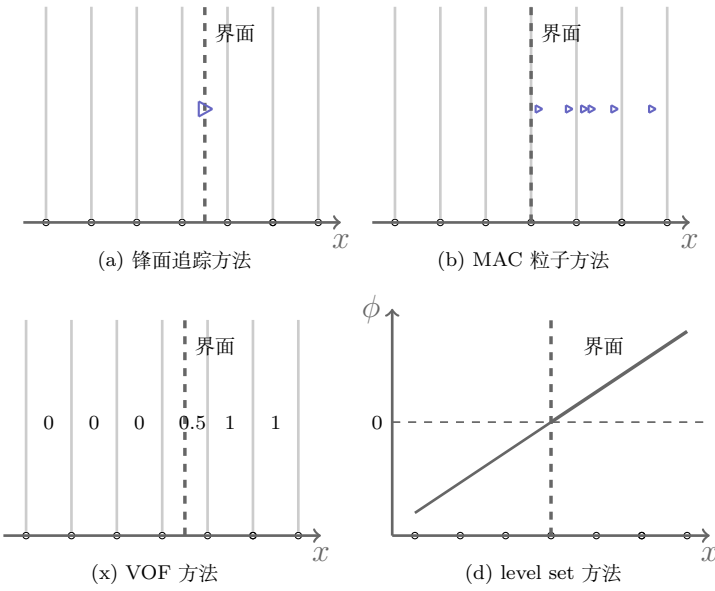 界面
x
(a) 锋面追踪方法
界面
x
(b) MAC 粒子方法
界面
0 0 0 0.5 1 1
x
(x) VOF 方法
ϕ
界面
0
x
(d) level set 方法